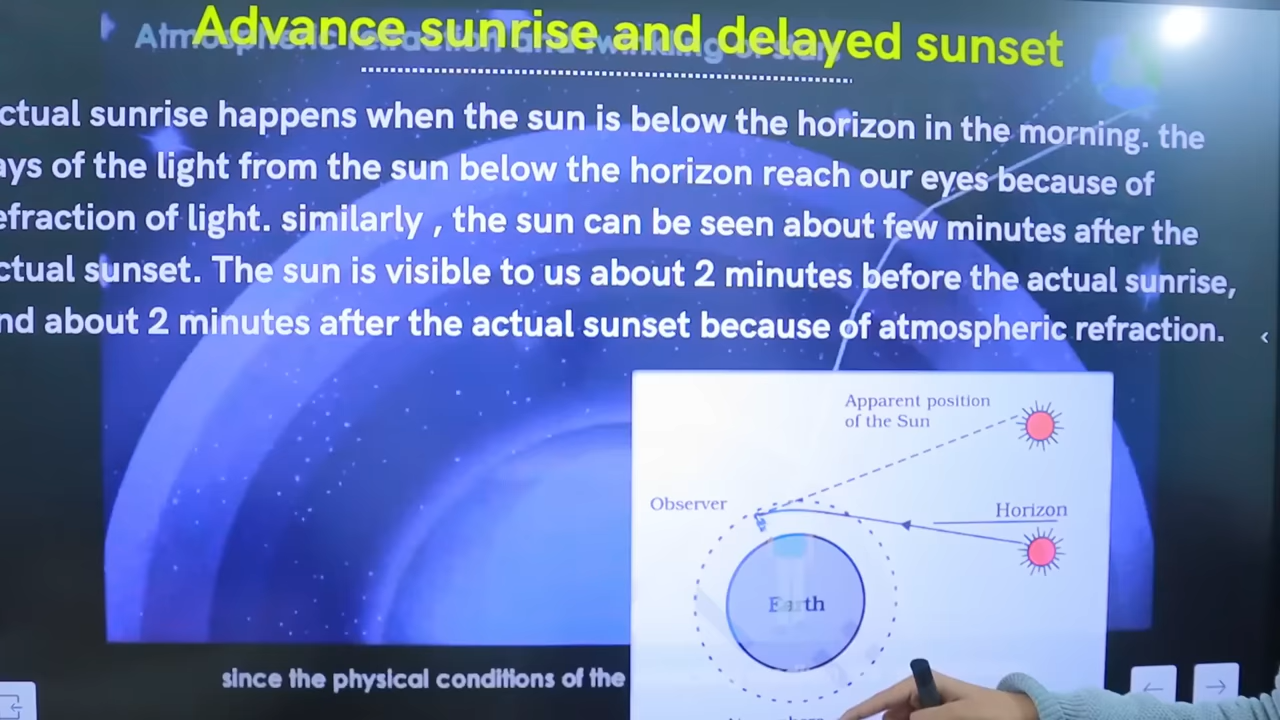 Advance sunrise and delayed sunset
ctual sunrise happens when the sun is below the horizon in the morning. the
ays of the light from the sun below the horizon reach our eyes because of
efraction of light. similarly , the sun can be seen about few minutes after the
ctual sunset. The sun is visible to us about 2 minutes before the actual sunrise,
nd about 2 minutes after the actual sunset because of atmospheric refraction.
Apparent position
of the Sun
Observer
Horizon
Earth
since the physical conditions of the